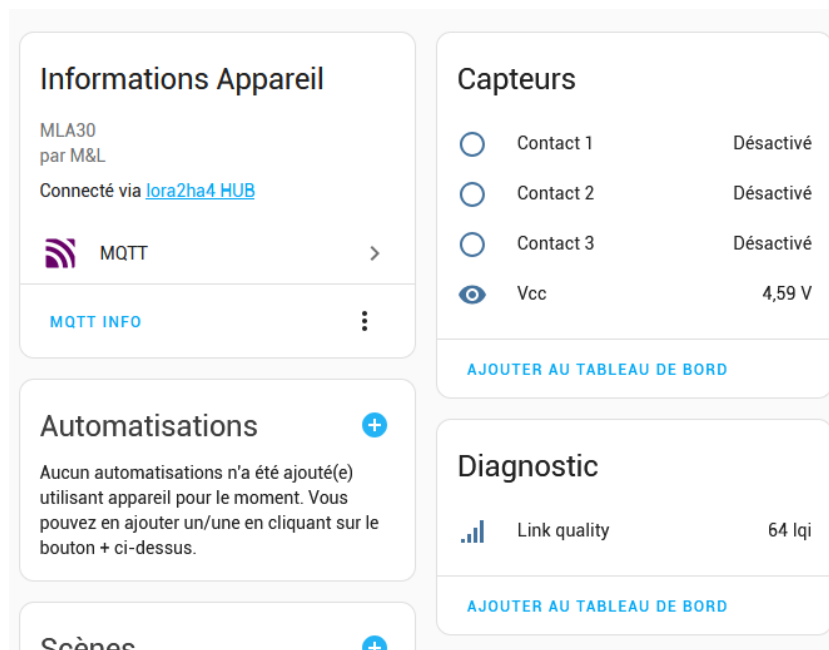 Informations Appareil
MLA30
par M&L
Connecté via lora2ha4 HUB
MQTT
MQTT INFO
Automatisations
Aucun automatisations n'a été ajouté(e)
utilisant appareil pour le moment. Vous
pouvez en ajouter un/une en cliquant sur le
bouton + ci-dessus.
Scènes
Capteurs
Contact 1 Désactivé
Contact 2 Désactivé
Contact 3 Désactivé
Vcc 4,59 V
AJOUTER AU TABLEAU DE BORD
Diagnostic
Link quality 64 lqi
AJOUTER AU TABLEAU DE BORD